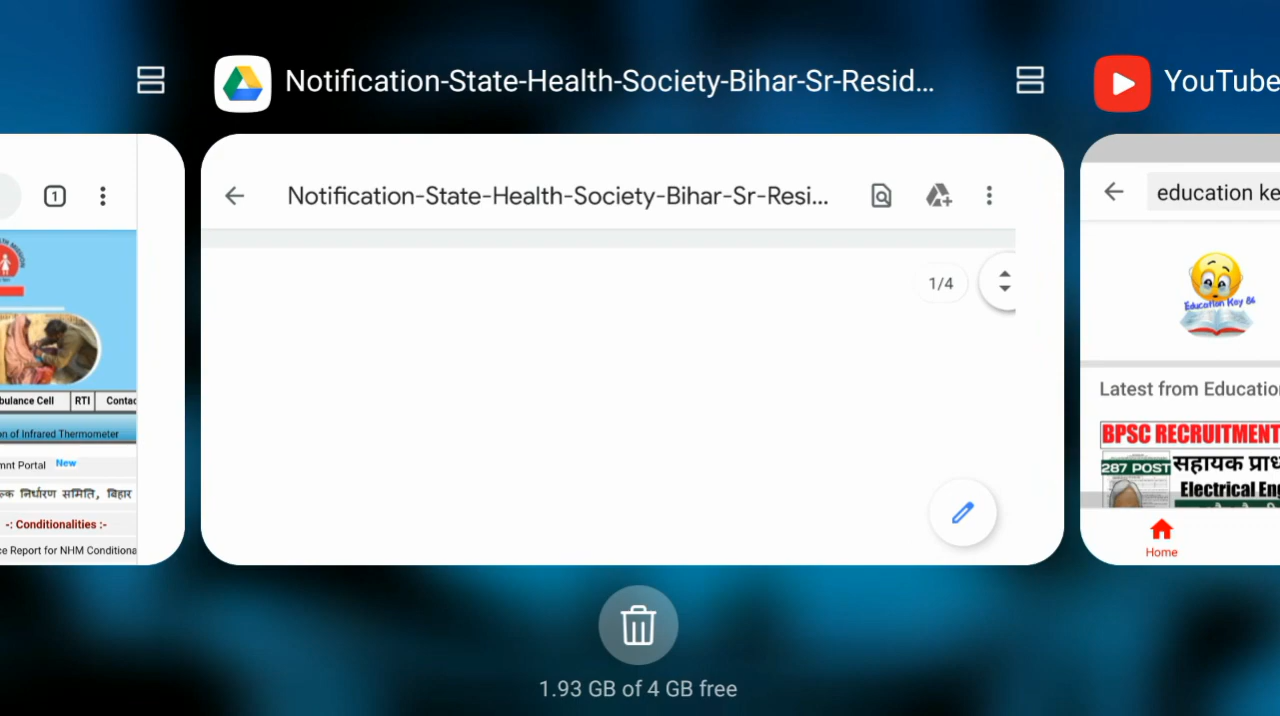 Notification-State-Health-Society-Bihar-Sr-Resid...
YouTube
1
bulance Cell
RTI
Contac
on of Infrared Thermometer
mnt Portal New
ल्क निर्धारण समिति, बिहार
-: Conditionalities :-
ce Report for NHM Conditiona
Notification-State-Health-Society-Bihar-Sr-Resi...
1/4
education ke
Education Key 84
Latest from Educatio
BPSC RECRUITMENT
287 POST
सहायक प्राध
Electrical Eng
Home
1.93 GB of 4 GB free